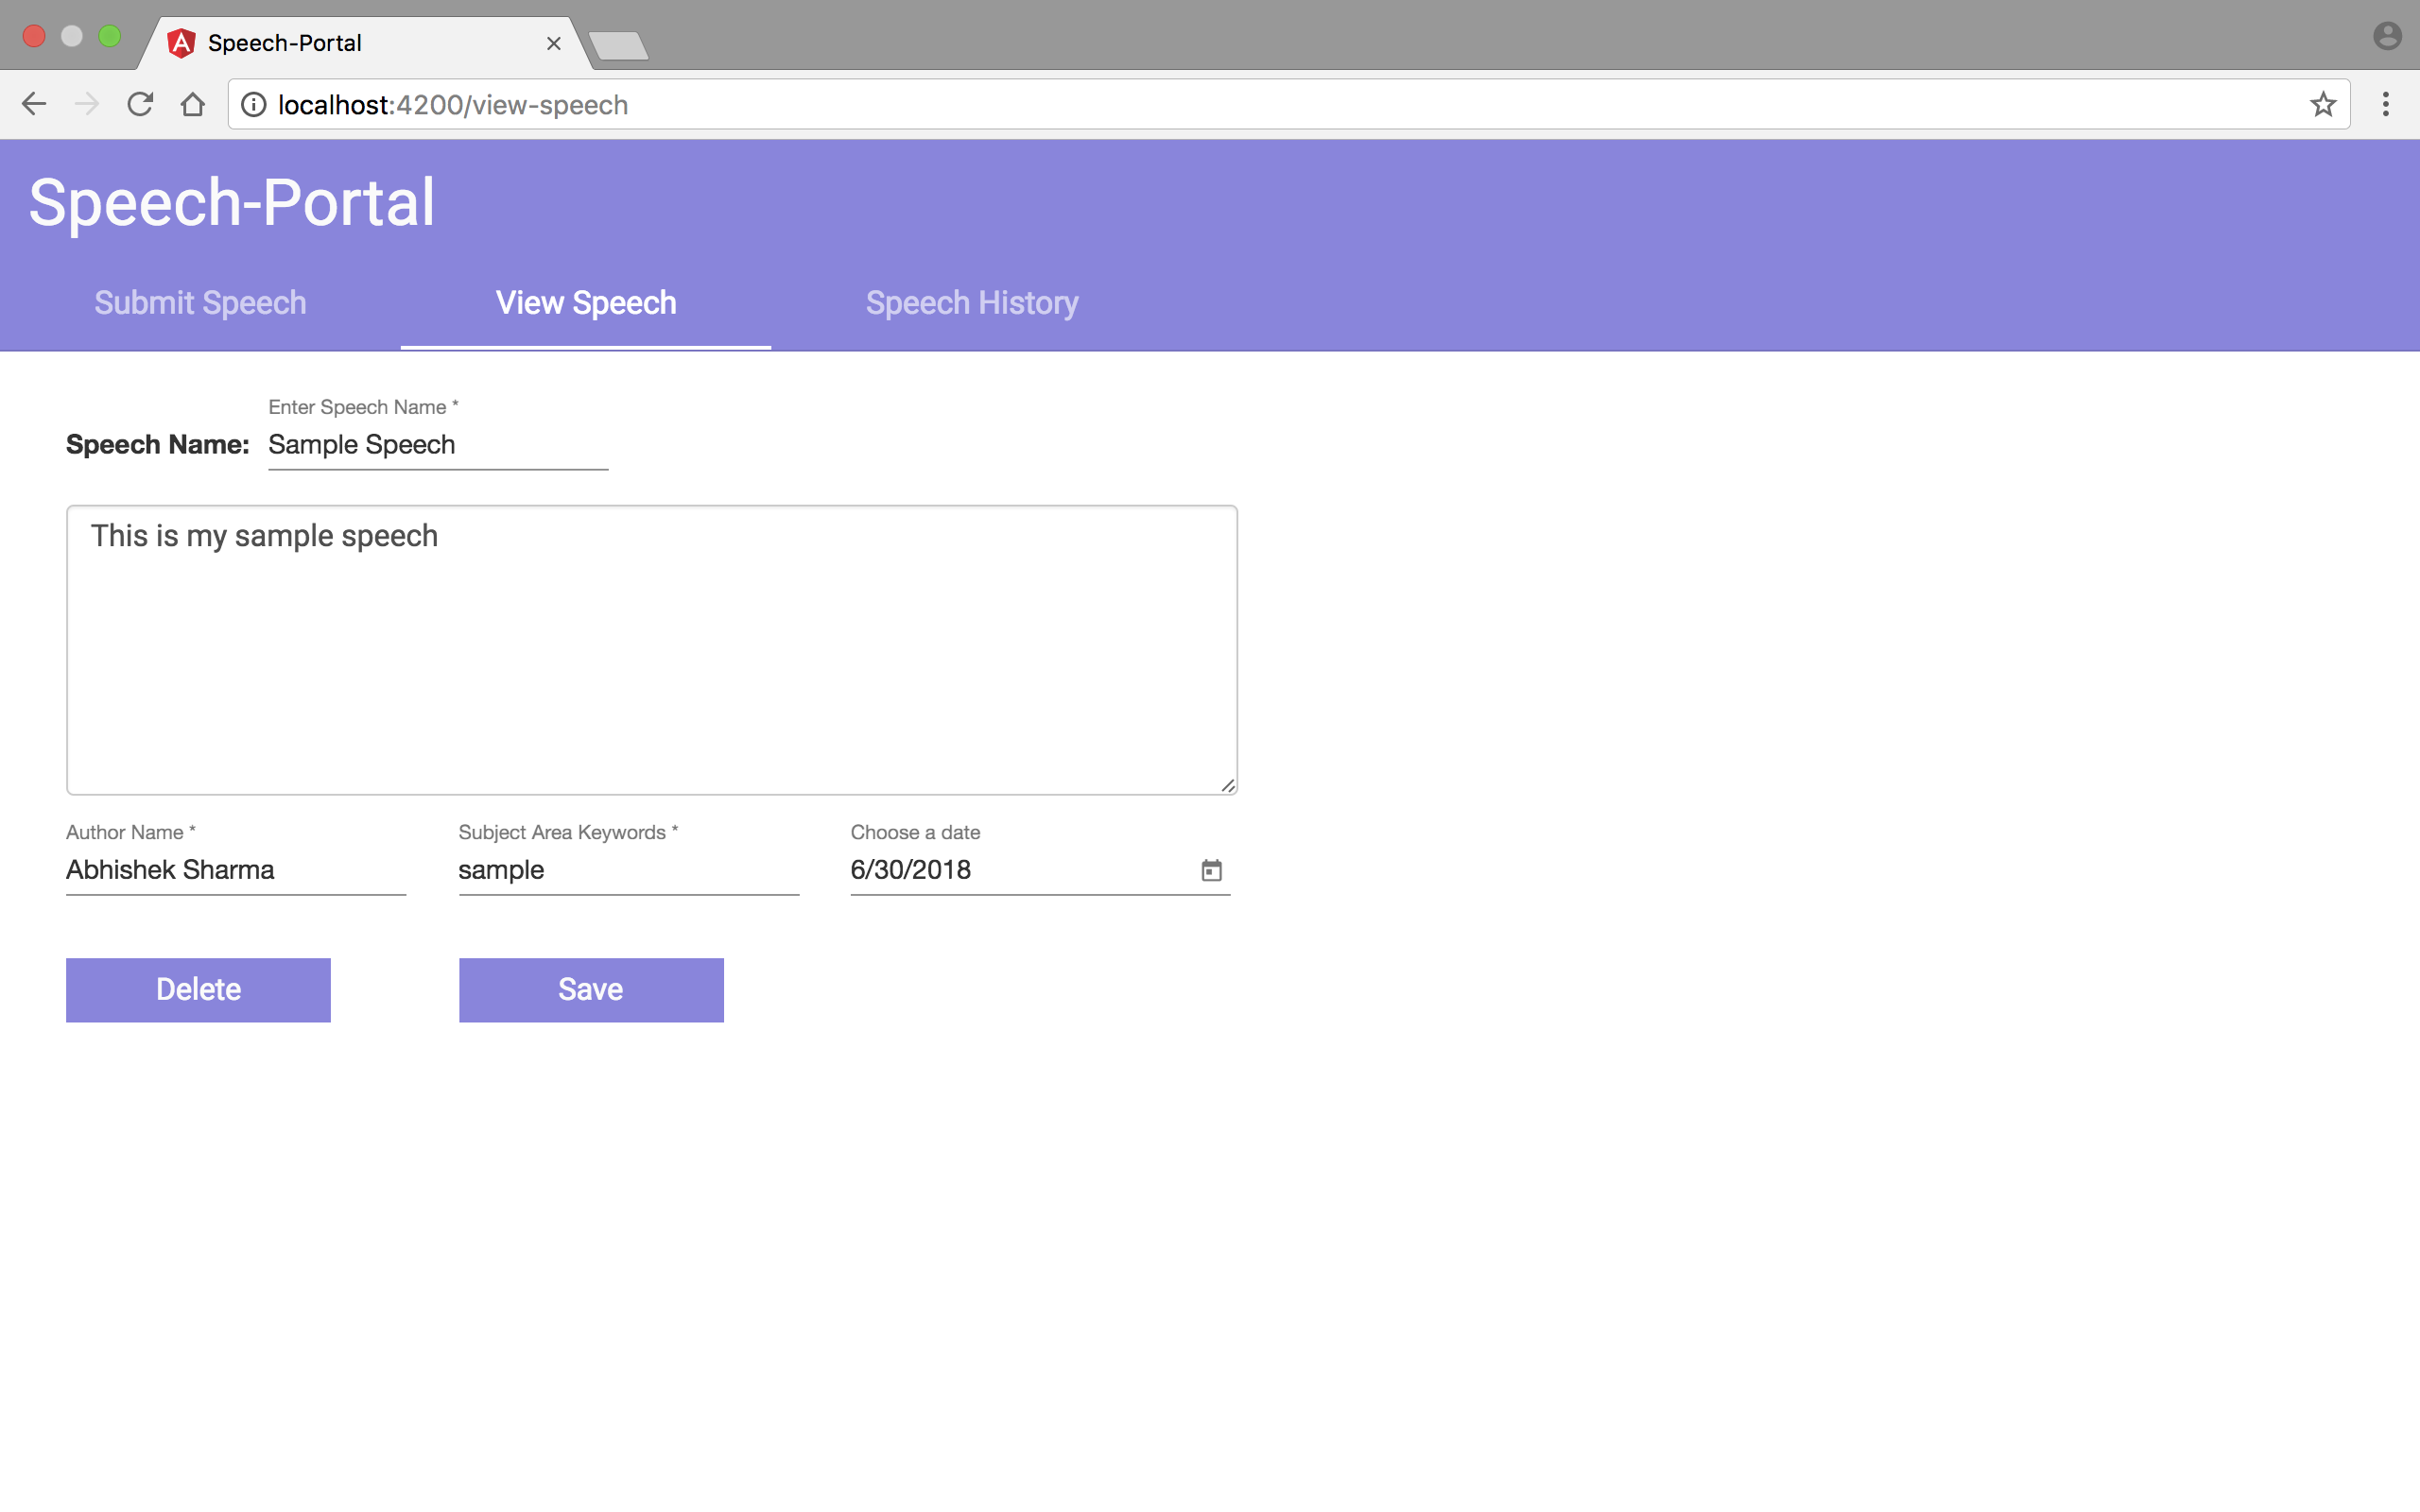 Speech-Portal
localhost:4200/view-speech
Speech-Portal
Submit Speech View Speech Speech History
Enter Speech Name *
Speech Name: Sample Speech
This is my sample speech
Author Name * Subject Area Keywords * Choose a date
Abhishek Sharma sample 6/30/2018
Delete Save